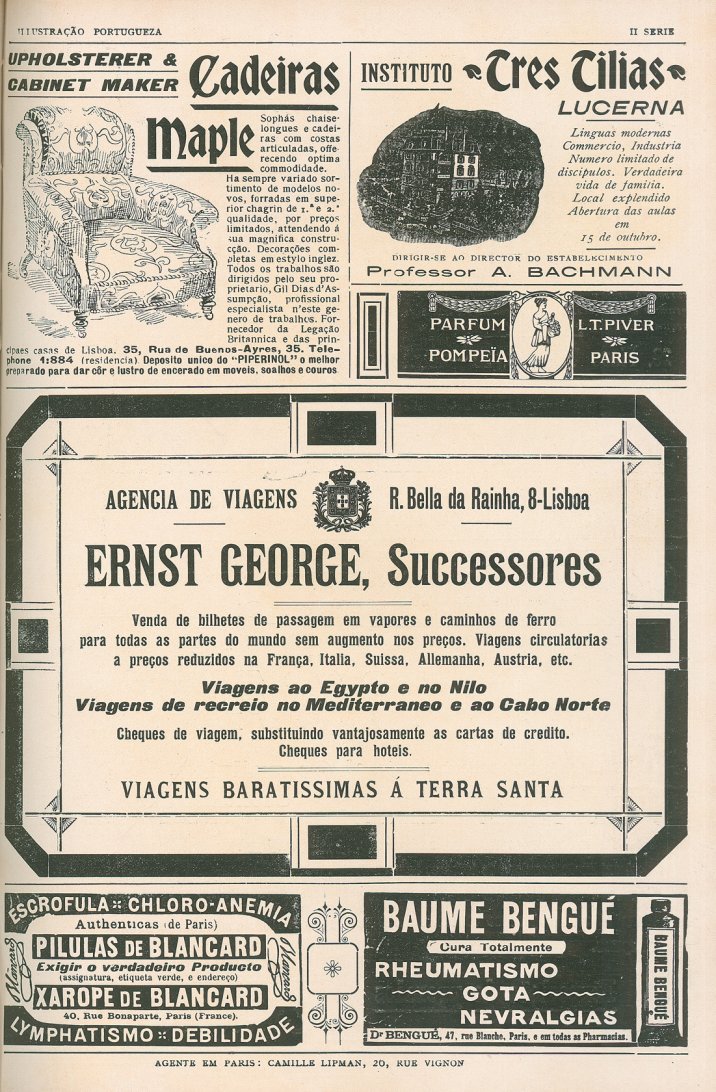 ILLUSTRAÇÃO PORTUGUEZA
II SERIE
UPHOLSTERER &
CABINET MAKER
Cadeiras
Maple
Sophás chaise-
longues e cadei-
ras com costas
articuladas, offe-
recendo optima
commodidade.
Ha sempre variado sor-
timento de modelos no-
vos, forradas em supe-
rior chagrin de 1.ª e 2.ª
qualidade, por preços
limitados, attendendo á
sua magnifica constru-
cção. Decorações com-
pletas em estylo inglez.
Todos os trabalhos são
dirigidos pelo seu pro-
prietario, Gil Dias d'As-
sumpção, profissional
especialista n'este ge-
nero de trabalhos. For-
necedor da Legação
Britannica e das prin-
cipaes casas de Lisboa. 35, Rua de Buenos-Ayres, 35. Tele-
phone 1:884 (residencia). Deposito unico do "PIPERINOL" o melhor
preparado para dar côr e lustro de encerado em moveis, soalhos e couros
INSTITUTO Tres Tilias
LUCERNA
Linguas modernas
Commercio, Industria
Numero limitado de
discipulos. Verdadeira
vida de familia.
Local explendido
Abertura das aulas
em
15 de outubro.
DIRIGIR-SE AO DIRECTOR DO ESTABELECIMENTO
Professor A. BACHMANN
PARFUM
POMPEÏA
L.T. PIVER
PARIS
AGENCIA DE VIAGENS
R. Bella da Rainha, 8-Lisboa
ERNST GEORGE, Successores
Venda de bilhetes de passagem em vapores e caminhos de ferro
para todas as partes do mundo sem augmento nos preços. Viagens circulatorias
a preços reduzidos na França, Italia, Suissa, Allemanha, Austria, etc.
Viagens ao Egypto e no Nilo
Viagens de recreio no Mediterraneo e ao Cabo Norte
Cheques de viagem, substituindo vantajosamente as cartas de credito.
Cheques para hoteis.
VIAGENS BARATISSIMAS Á TERRA SANTA
ESCROFULA :: CHLORO-ANEMIA
Authenticas (de Paris)
PILULAS DE BLANCARD
Exigir o verdadeiro Producto
(assignatura, etiqueta verde, e endereço)
XAROPE DE BLANCARD
40, Rue Bonaparte, Paris (France).
LYMPHATISMO :: DEBILIDADE
Blancard
Blancard
BAUME BENGUÉ
Cura Totalmente
RHEUMATISMO
GOTA
NEVRALGIAS
Dr BENGUÉ, 47, rue Blanche, Paris, e em todas as Pharmacias.
BAUME BENGUÉ
AGENTE EM PARIS: CAMILLE LIPMAN, 26, RUE VIGNON